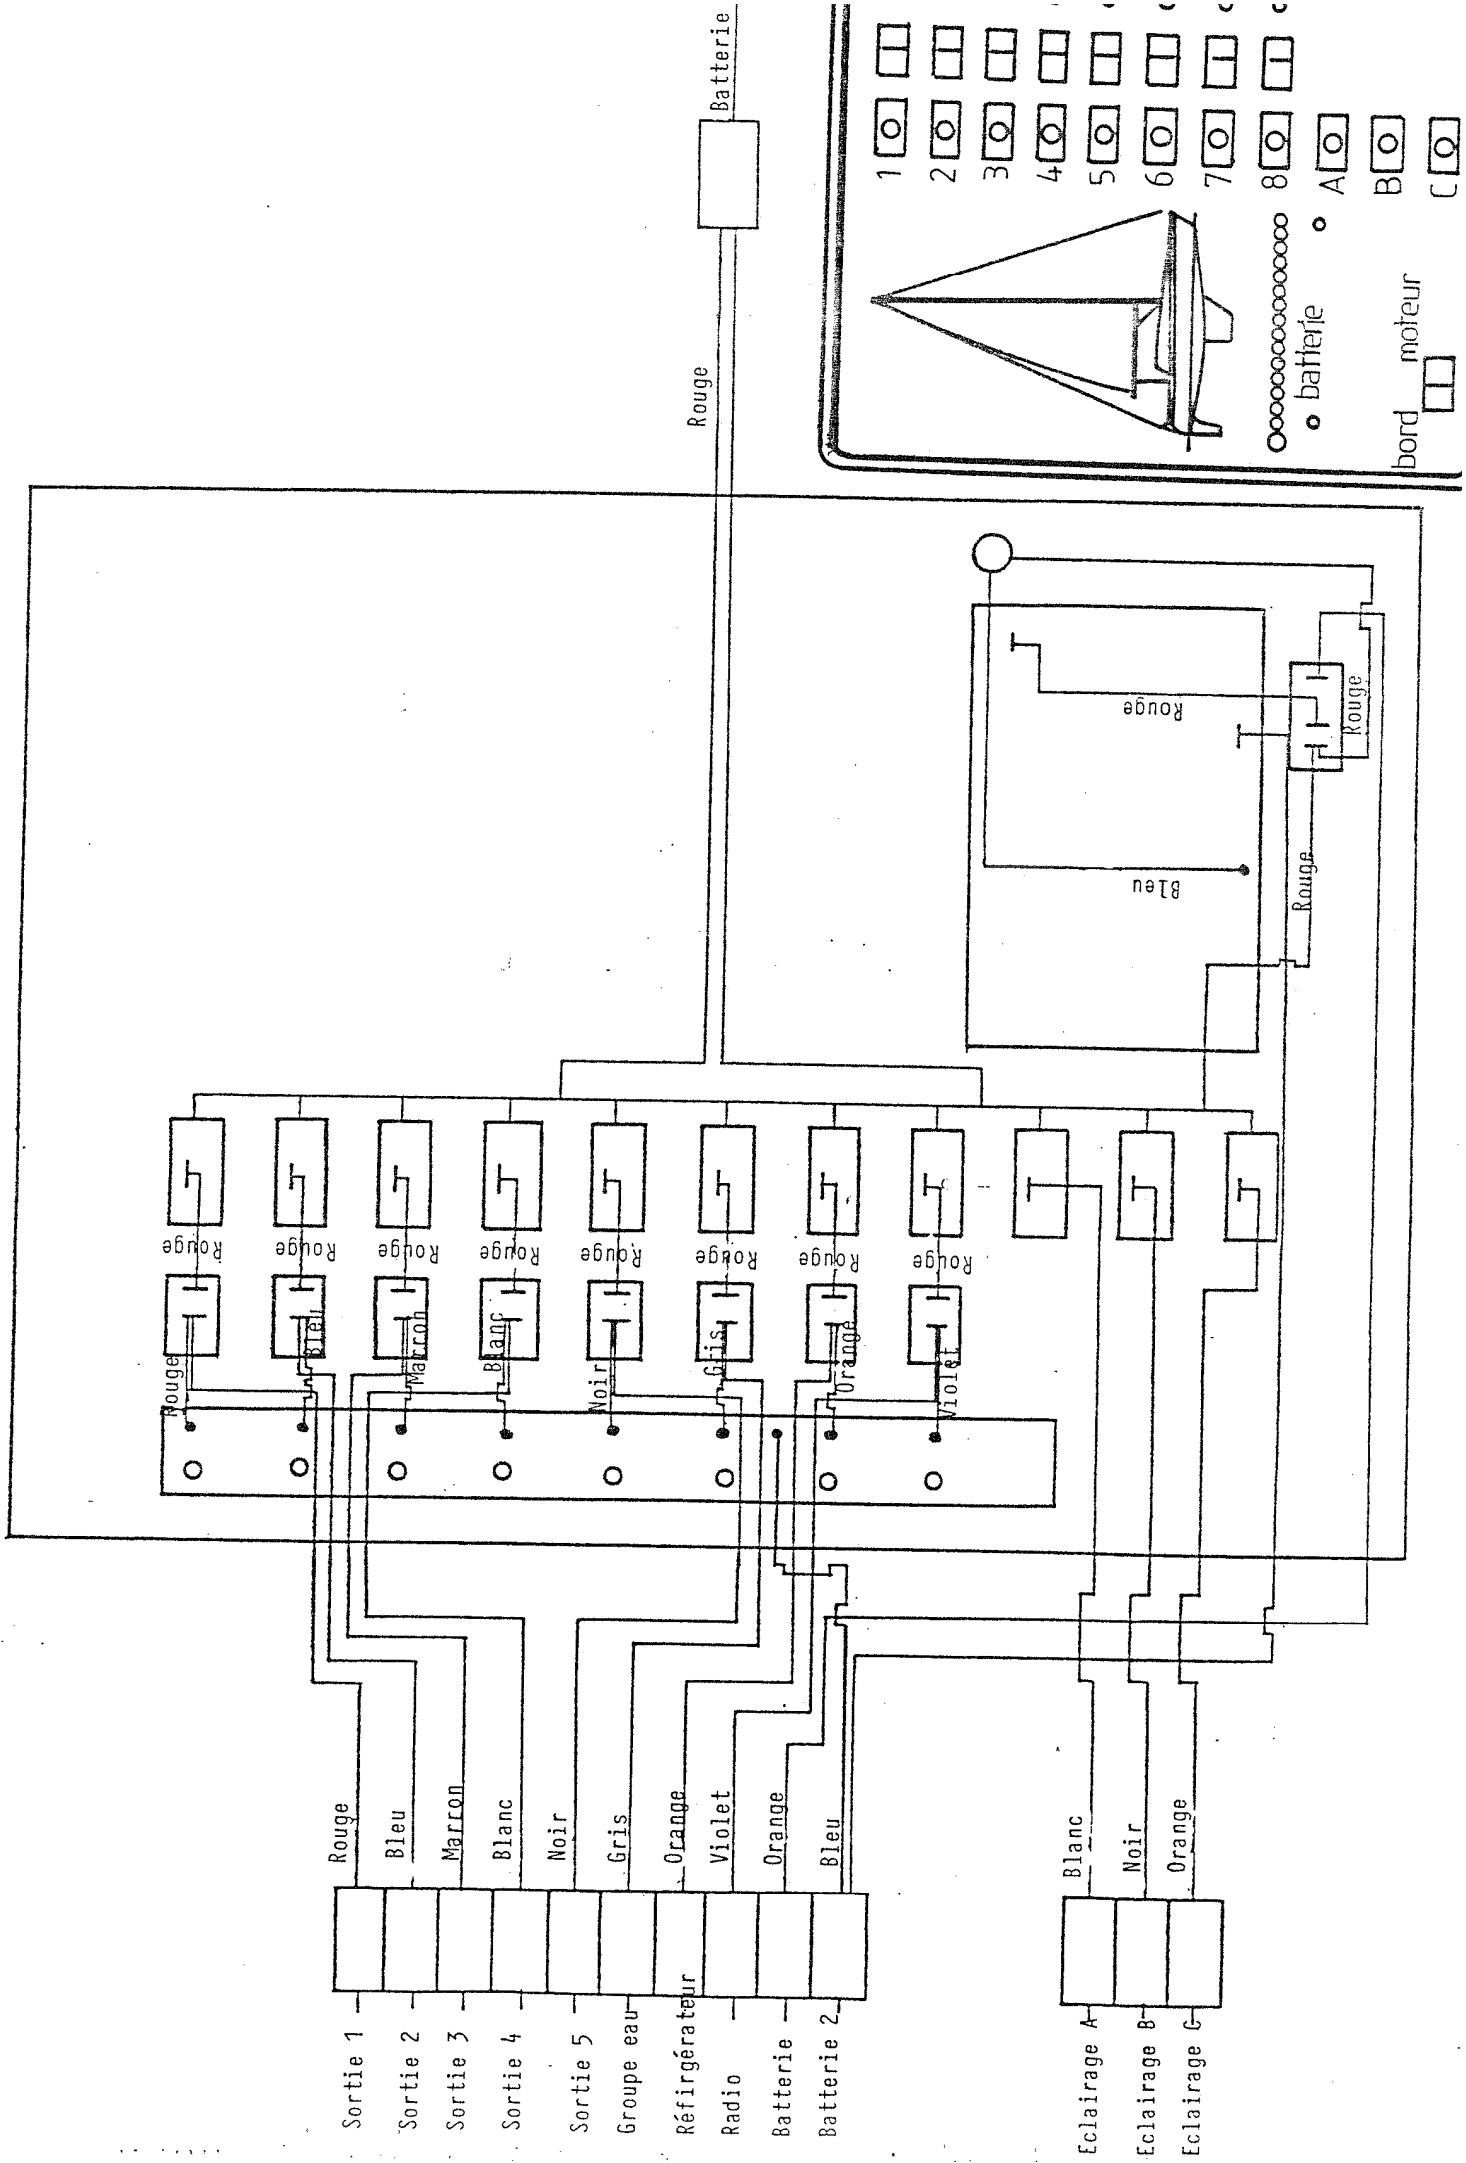 Batterie
Rouge
1
2
3
4
5
6
7
8
A
B
C
batterie
bord moteur
Rouge
Rouge
Rouge
Bleu
Rouge
Rouge
Rouge
Rouge
Rouge
Rouge
Rouge
Rouge
Rouge
Bleu
Marron
Blanc
Noir
Gris
Orange
Violet
Rouge
Bleu
Marron
Blanc
Noir
Gris
Orange
Violet
Orange
Bleu
Blanc
Noir
Orange
Sortie 1
Sortie 2
Sortie 3
Sortie 4
Sortie 5
Groupe eau
Réfirgérateur
Radio
Batterie 1
Batterie 2
Eclairage A
Eclairage B
Eclairage C